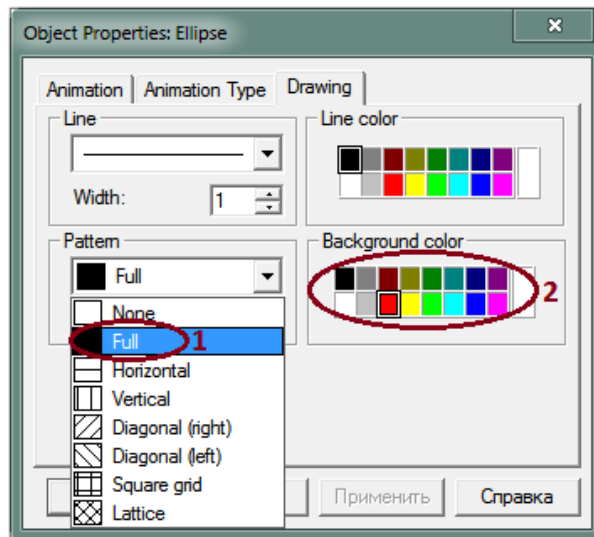 Object Properties: Ellipse
Animation Animation Type Drawing
Line Line color
Width: 1
Pattern Background color
Full
2
None
Full 1
Horizontal
Vertical
Diagonal (right)
Diagonal (left)
Square grid
Применить Справка
Lattice